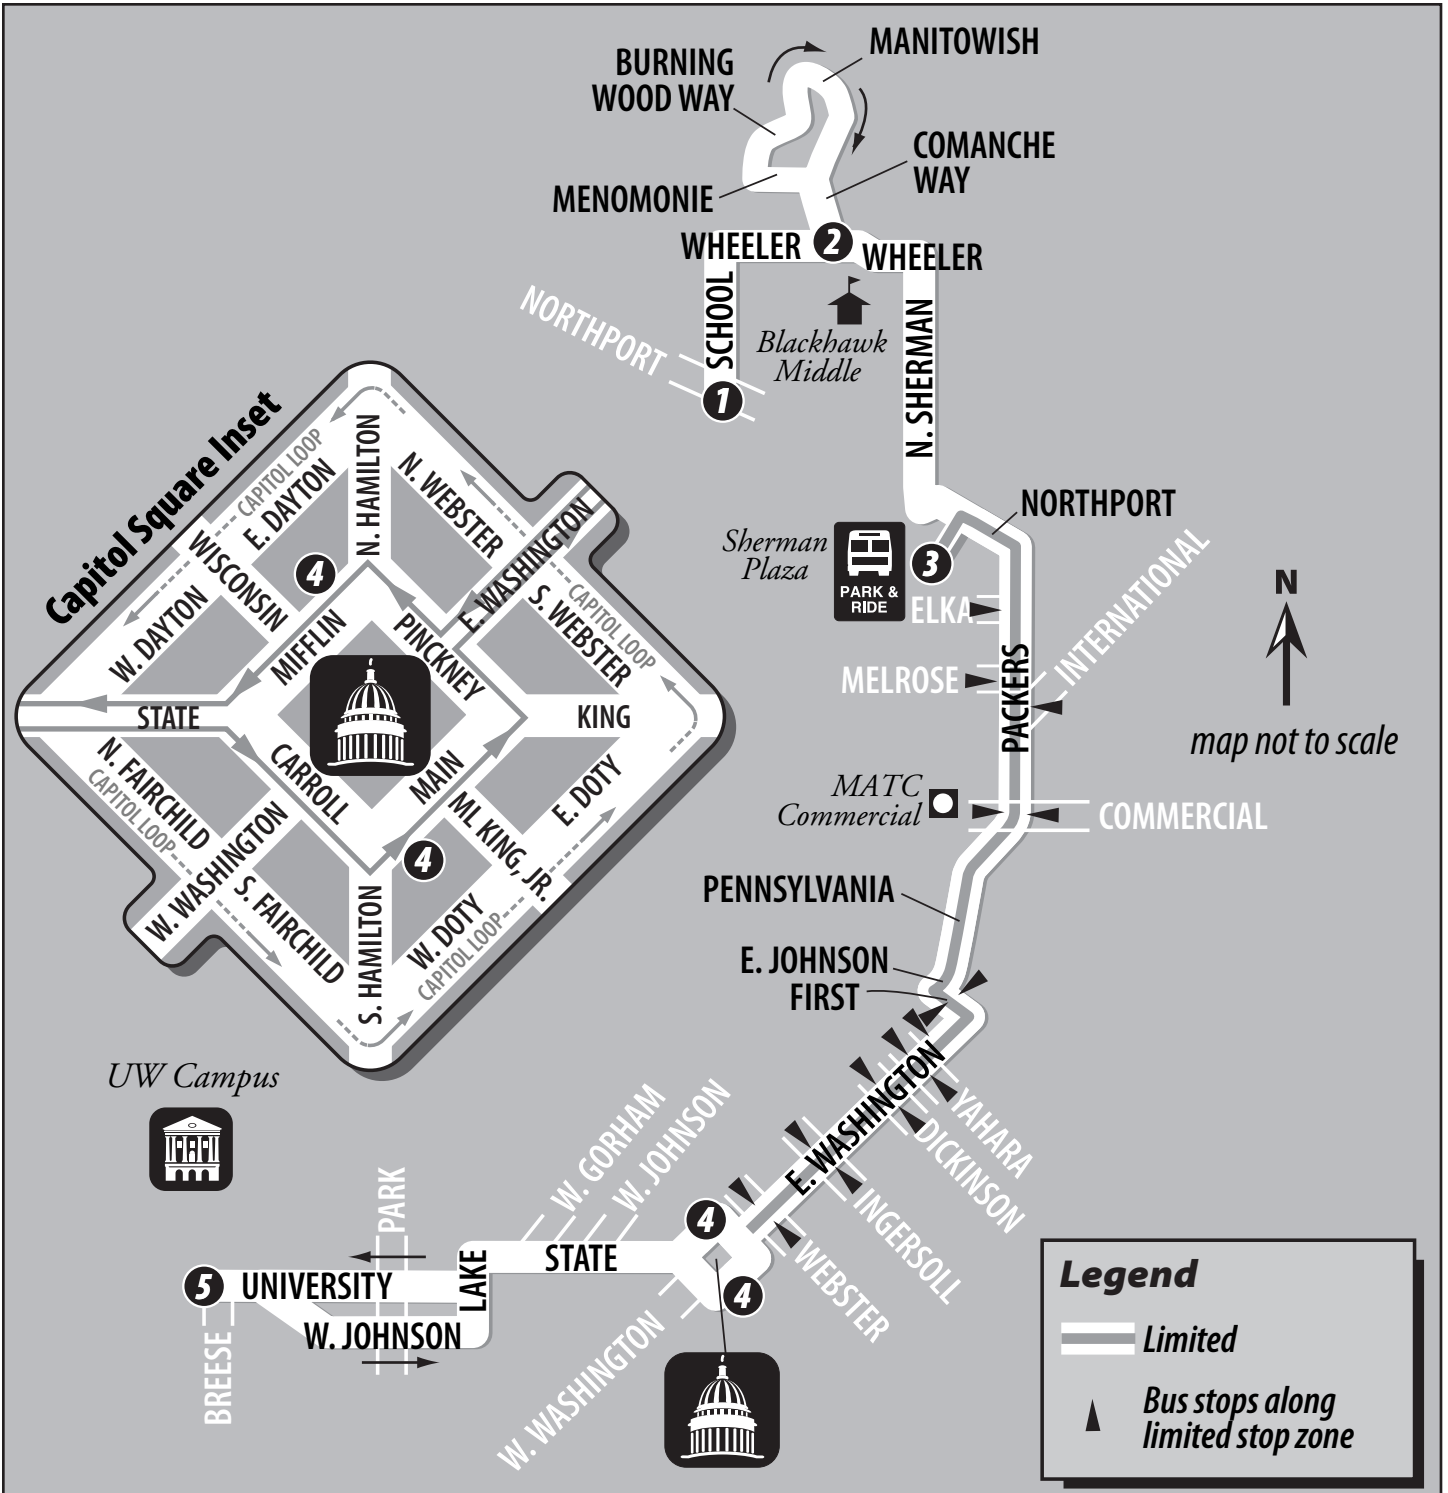 BURNING
WOOD WAY
MANITOWISH
COMANCHE
WAY
MENOMONIE
WHEELER
2
WHEELER
SCHOOL
NORTHPORT
1
Blackhawk
Middle
N. SHERMAN
NORTHPORT
Sherman
Plaza
PARK &
RIDE
3
ELKA
MELROSE
PACKERS
INTERNATIONAL
N
map not to scale
MATC
Commercial
COMMERCIAL
PENNSYLVANIA
E. JOHNSON
FIRST
Capitol Square Inset
CAPITOL LOOP
E. DAYTON
N. HAMILTON
N. WEBSTER
E. WASHINGTON
WISCONSIN
4
W. DAYTON
MIFFLIN
PINCKNEY
S. WEBSTER
CAPITOL LOOP
STATE
KING
N. FAIRCHILD
CAPITOL LOOP
CARROLL
MAIN
E. DOTY
W. WASHINGTON
4
ML KING, JR.
S. FAIRCHILD
S. HAMILTON
W. DOTY
CAPITOL LOOP
UW Campus
E. WASHINGTON
YAHARA
DICKINSON
INGERSOLL
WEBSTER
W. GORHAM
W. JOHNSON
PARK
4
STATE
LAKE
5
UNIVERSITY
4
W. JOHNSON
BREESE
W. WASHINGTON
Legend
Limited
Bus stops along
limited stop zone